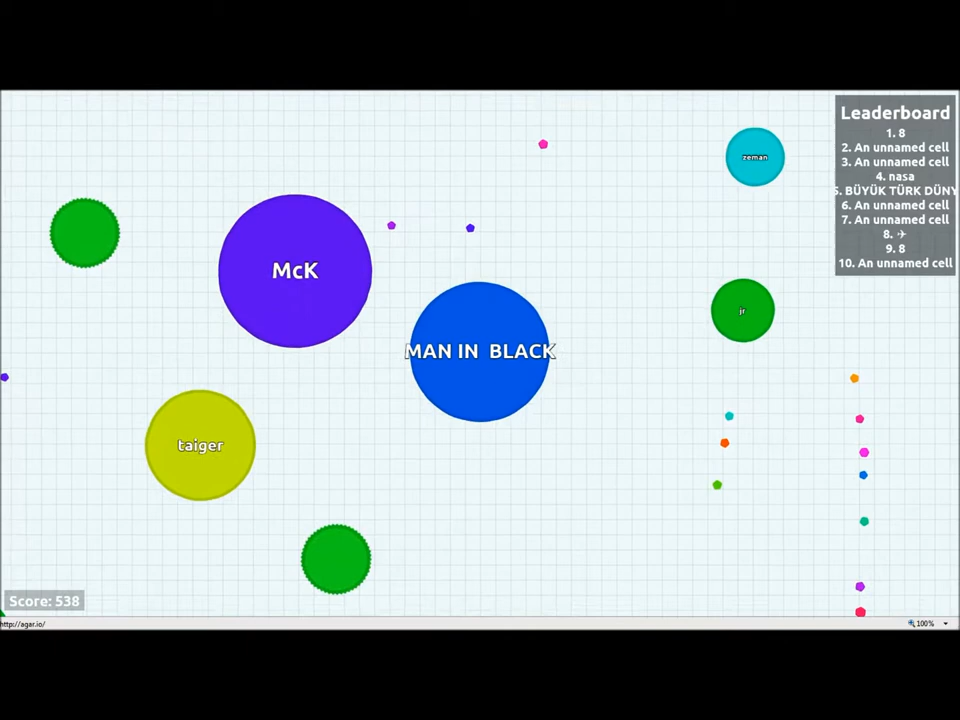 Leaderboard
1. 8
2. An unnamed cell
3. An unnamed cell
4. nasa
5. BÜYÜK TÜRK DÜNY
6. An unnamed cell
7. An unnamed cell
8. ✈
9. 8
10. An unnamed cell
zeman
McK
jr
MAN IN BLACK
taiger
Score: 538
http://agar.io/
100%